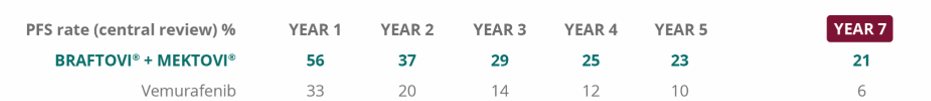 PFS rate (central review) % YEAR 1 YEAR 2 YEAR 3 YEAR 4 YEAR 5 YEAR 7
BRAFTOVI® + MEKTOVI® 56 37 29 25 23 21
Vemurafenib 33 20 14 12 10 6